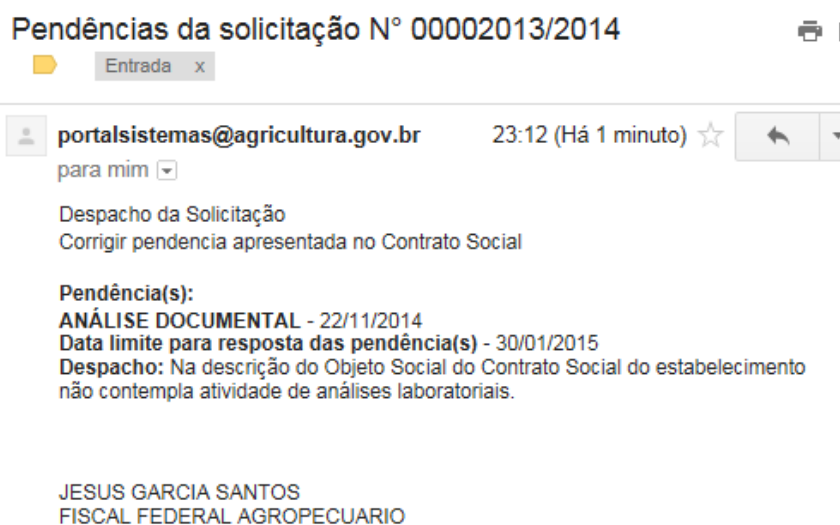 Pendências da solicitação N° 00002013/2014
Entrada x
portalsistemas@agricultura.gov.br 23:12 (Há 1 minuto)
para mim
Despacho da Solicitação
Corrigir pendencia apresentada no Contrato Social
Pendência(s):
ANÁLISE DOCUMENTAL - 22/11/2014
Data limite para resposta das pendência(s) - 30/01/2015
Despacho: Na descrição do Objeto Social do Contrato Social do estabelecimento
não contempla atividade de análises laboratoriais.
JESUS GARCIA SANTOS
FISCAL FEDERAL AGROPECUARIO